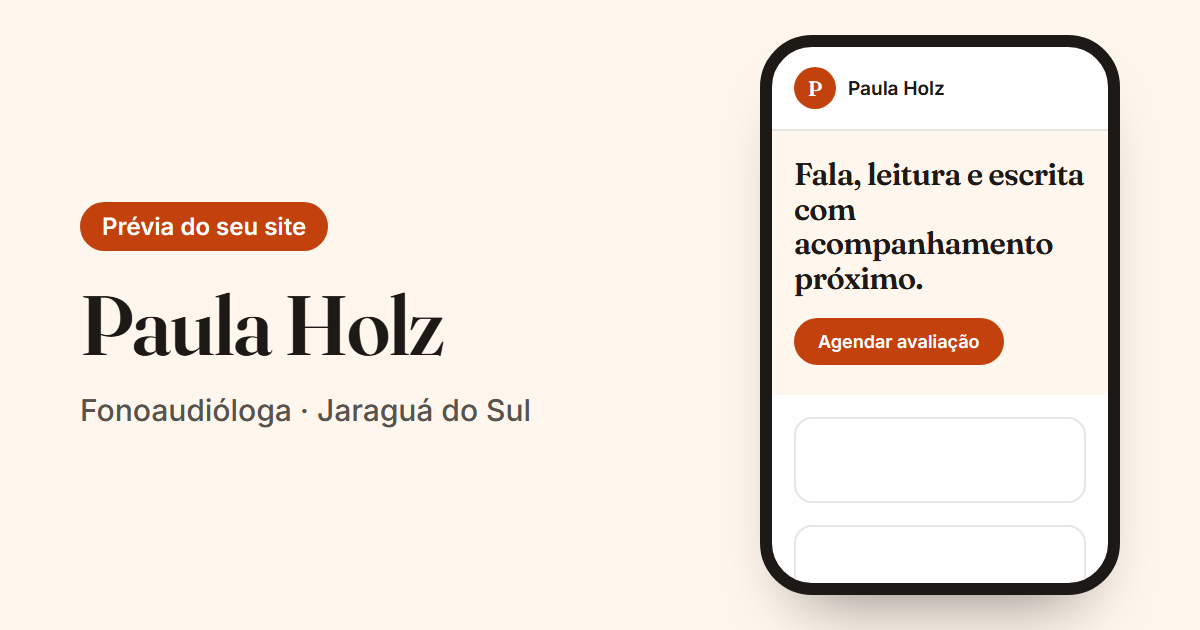 Prévia do seu site
Paula Holz
Fonoaudióloga · Jaraguá do Sul
P
Paula Holz
Fala, leitura e escrita
com
acompanhamento
próximo.
Agendar avaliação